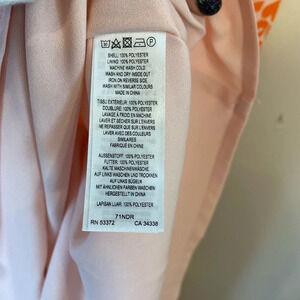 SHELL: 100% POLYESTER
LINING: 100% POLYESTER
MACHINE WASH COLD
WASH AND DRY INSIDE OUT
IRON ON REVERSE SIDE
WASH WITH SIMILAR COLOURS
MADE IN CHINA
TISSU EXTÉRIEUR: 100% POLYESTER
DOUBLURE: 100% POLYESTER
LAVAGE À FROID EN MACHINE
LAVER ET SÉCHER SUR L'ENVERS
NE REPASSER QUE SUR L'ENVERS
LAVER AVEC DES COULEURS
SIMILAIRES
FABRIQUÉ EN CHINE
AUSSENSTOFF: 100% POLYESTER
FUTTER: 100% POLYESTER
KALTE MASCHINENWÄSCHE
AUF LINKS WASCHEN UND TROCKNEN
AUF LINKS BÜGELN
MIT ÄHNLICHEN FARBEN WASCHEN
HERGESTELLT IN CHINA
LAPISAN LUAR: 100% POLYESTER
71NDR
RN 53372 CA 34338